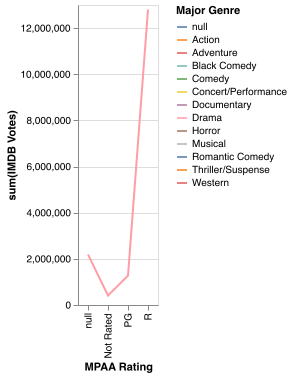 12,000,000
10,000,000
8,000,000
6,000,000
4,000,000
2,000,000
0
sum(IMDB Votes)
null
Not Rated
PG
R
MPAA Rating
Major Genre
null
Action
Adventure
Black Comedy
Comedy
Concert/Performance
Documentary
Drama
Horror
Musical
Romantic Comedy
Thriller/Suspense
Western